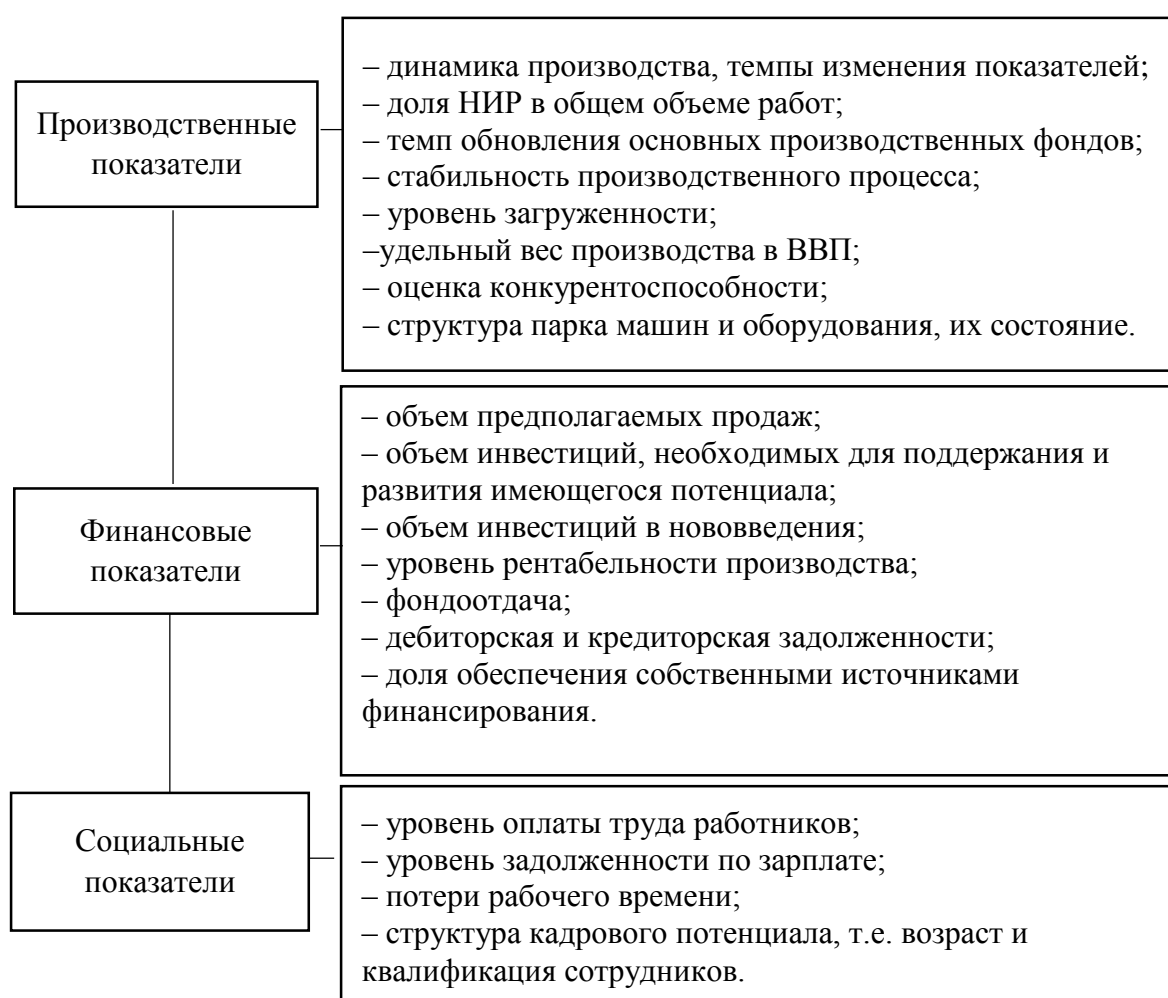 Производственные
показатели
– динамика производства, темпы изменения показателей;
– доля НИР в общем объеме работ;
– темп обновления основных производственных фондов;
– стабильность производственного процесса;
– уровень загруженности;
–удельный вес производства в ВВП;
– оценка конкурентоспособности;
– структура парка машин и оборудования, их состояние.
Финансовые
показатели
– объем предполагаемых продаж;
– объем инвестиций, необходимых для поддержания и
развития имеющегося потенциала;
– объем инвестиций в нововведения;
– уровень рентабельности производства;
– фондоотдача;
– дебиторская и кредиторская задолженности;
– доля обеспечения собственными источниками
финансирования.
Социальные
показатели
– уровень оплаты труда работников;
– уровень задолженности по зарплате;
– потери рабочего времени;
– структура кадрового потенциала, т.е. возраст и
квалификация сотрудников.